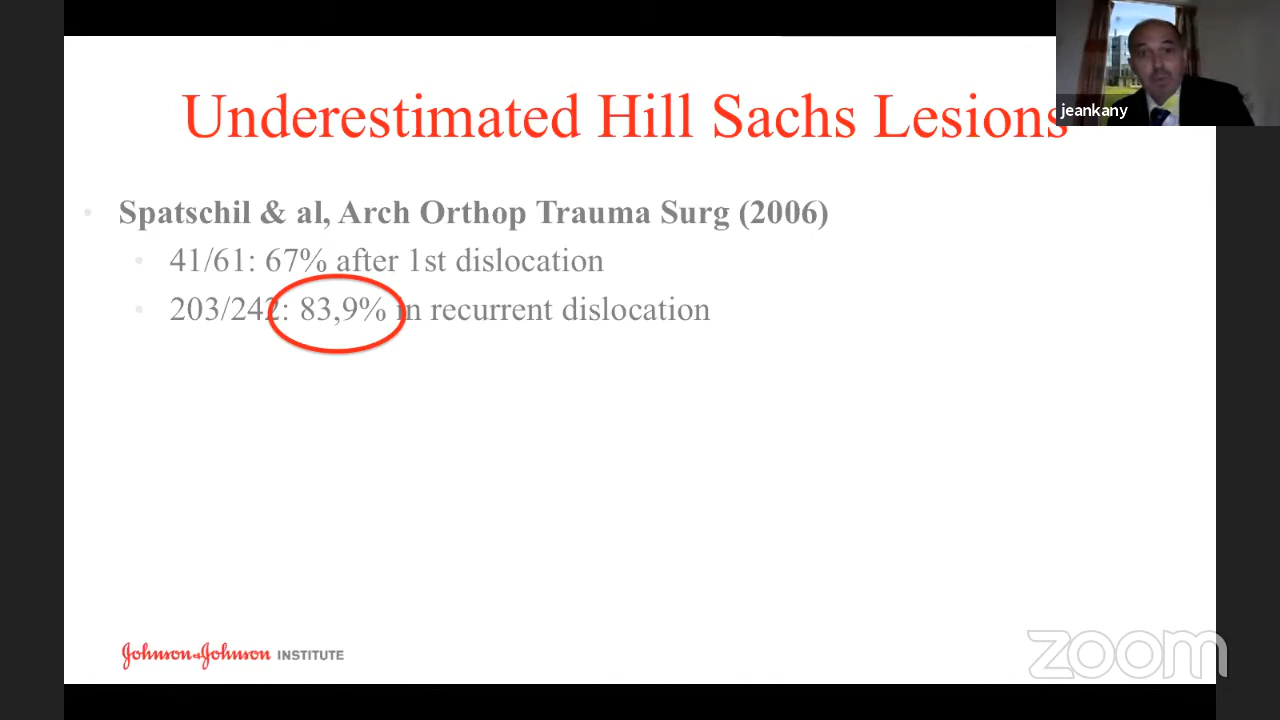 Underestimated Hill Sachs Lesions
jeankany
• Spatschil & al, Arch Orthop Trauma Surg (2006)
• 41/61: 67% after 1st dislocation
• 203/242: 83,9% in recurrent dislocation
Johnson & Johnson INSTITUTE
zoom